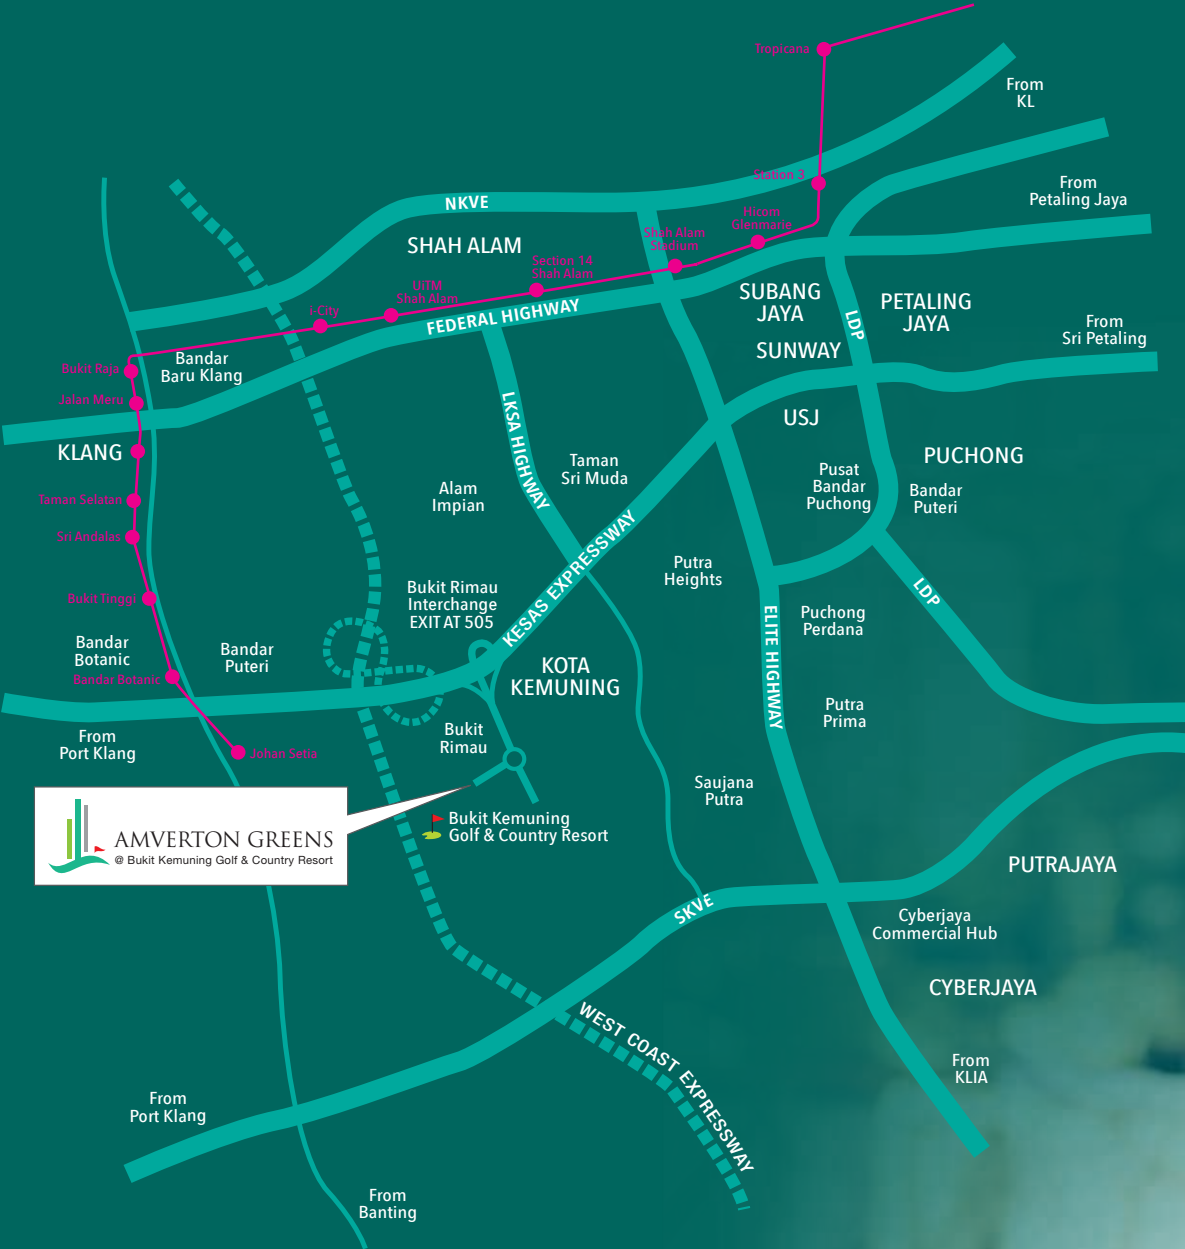 Tropicana
From
KL
Station 3
From
Petaling Jaya
NKVE
Hicom
Glenmarie
SHAH ALAM
Shah Alam
Stadium
Section 14
Shah Alam
UiTM
Shah Alam
I-City
FEDERAL HIGHWAY
SUBANG
JAYA
PETALING
JAYA
LDP
SUNWAY
From
Sri Petaling
Bandar
Baru Klang
Bukit Raja
Jalan Meru
KLANG
LKSA HIGHWAY
USJ
PUCHONG
Taman
Sri Muda
Pusat
Bandar
Puchong
Bandar
Puteri
Alam
Impian
Taman Selatan
Sri Andalas
KESAS EXPRESSWAY
Putra
Heights
LDP
Bukit Rimau
Interchange
EXIT AT 505
Bukit Tinggi
Puchong
Perdana
ELITE HIGHWAY
Bandar
Botanic
Bandar
Puteri
Bandar Botanic
KOTA
KEMUNING
Putra
Prima
From
Port Klang
Johan Setia
Bukit
Rimau
Saujana
Putra
AMVERTON GREENS
@ Bukit Kemuning Golf & Country Resort
Bukit Kemuning
Golf & Country Resort
PUTRAJAYA
SKVE
Cyberjaya
Commercial Hub
CYBERJAYA
WEST COAST EXPRESSWAY
From
KLIA
From
Port Klang
From
Banting